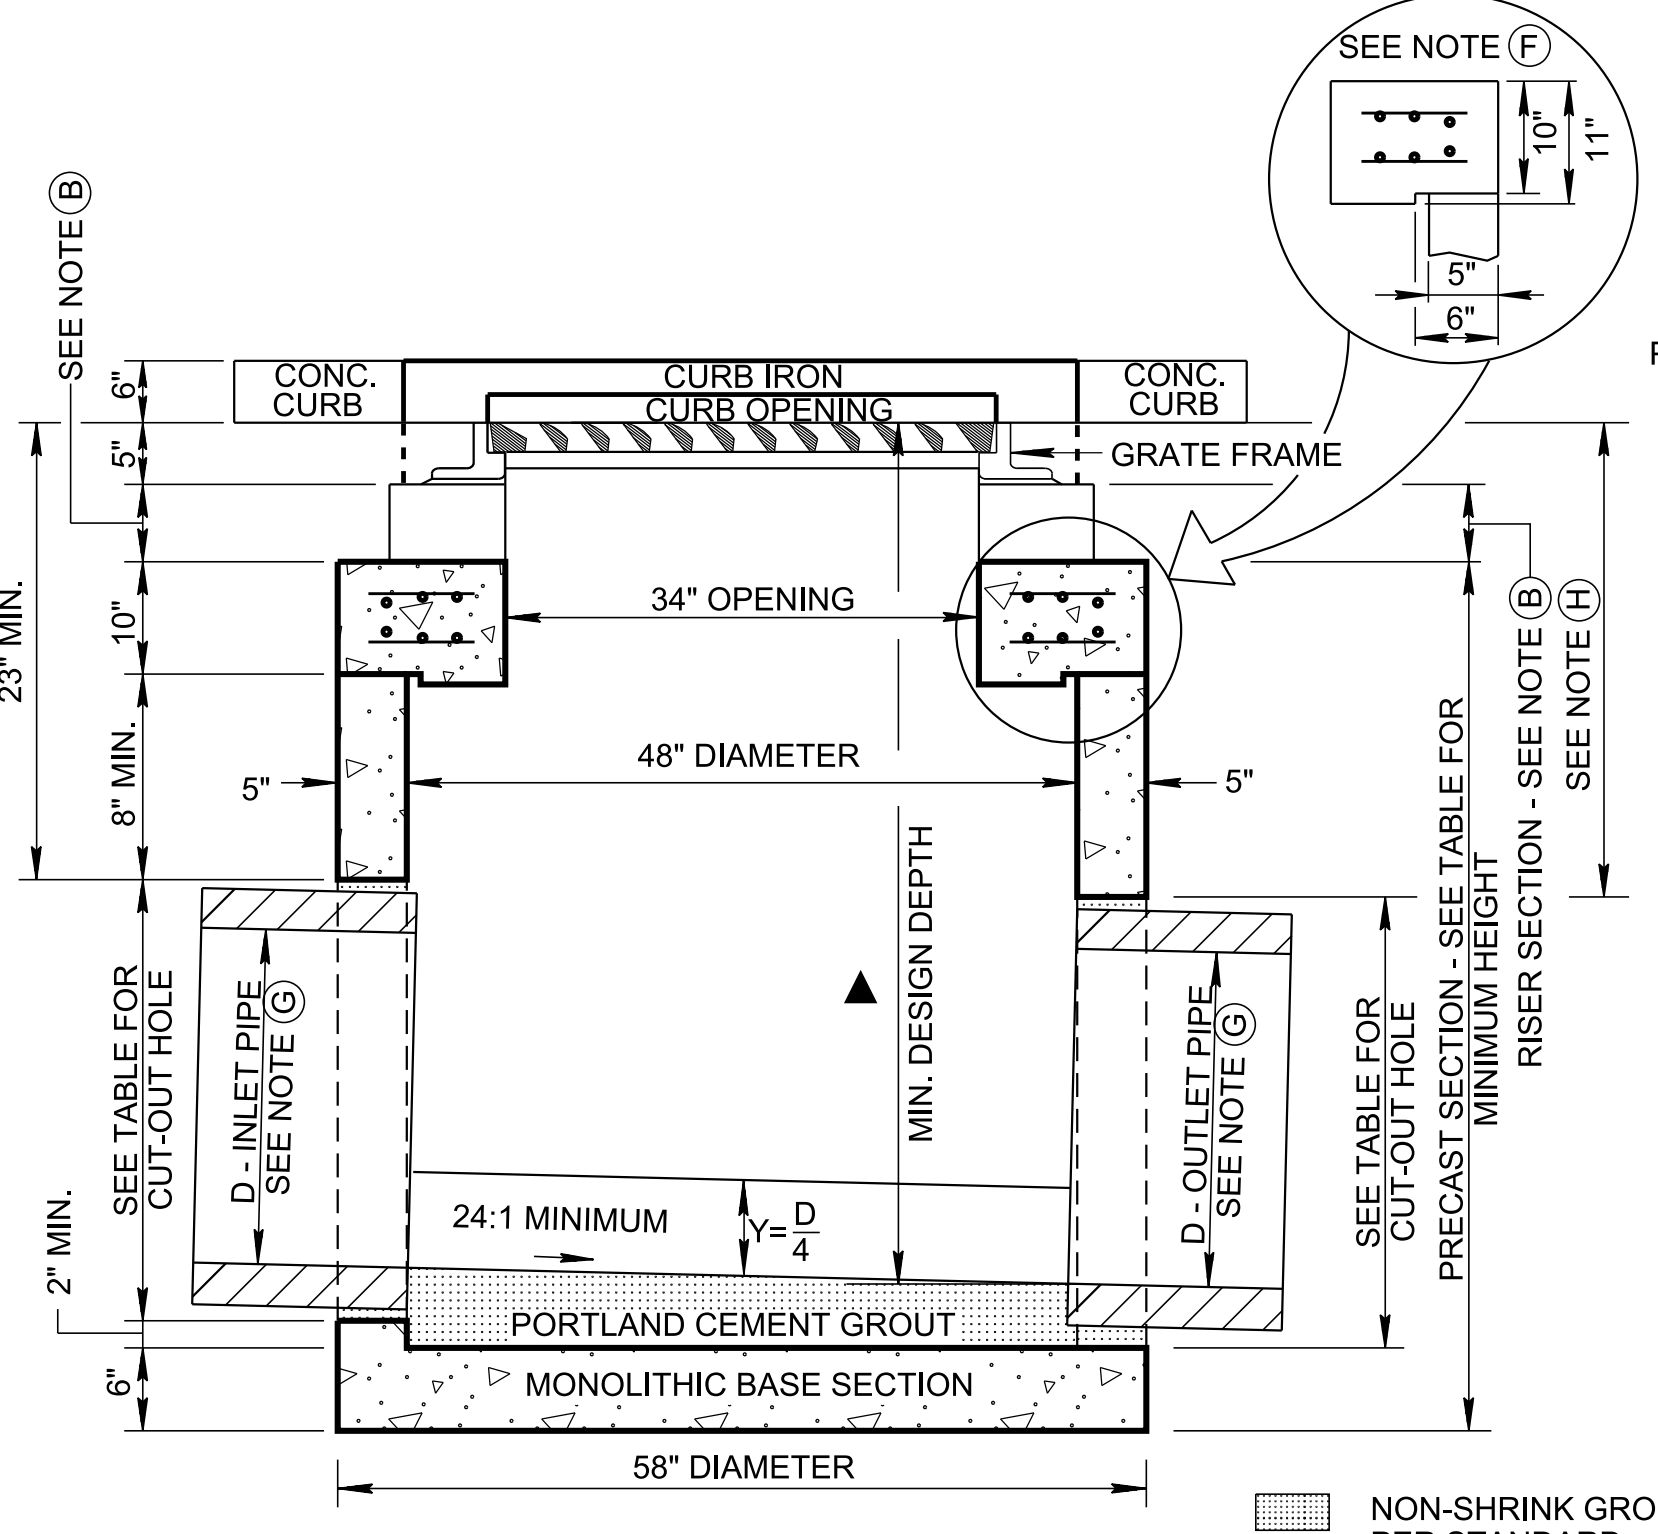 SEE NOTE F
10"
11"
5"
6"
SEE NOTE B
6"
5"
10"
8" MIN.
23" MIN.
CONC.
CURB
CURB IRON
CURB OPENING
CONC.
CURB
GRATE FRAME
34" OPENING
48" DIAMETER
5"
5"
MIN. DESIGN DEPTH
SEE TABLE FOR
CUT-OUT HOLE
D - INLET PIPE
SEE NOTE G
2" MIN.
6"
24:1 MINIMUM
Y= D
4
PORTLAND CEMENT GROUT
MONOLITHIC BASE SECTION
58" DIAMETER
D - OUTLET PIPE
SEE NOTE G
SEE TABLE FOR
CUT-OUT HOLE
PRECAST SECTION - SEE TABLE FOR
MINIMUM HEIGHT
RISER SECTION - SEE NOTE B
SEE NOTE H
NON-SHRINK GRO